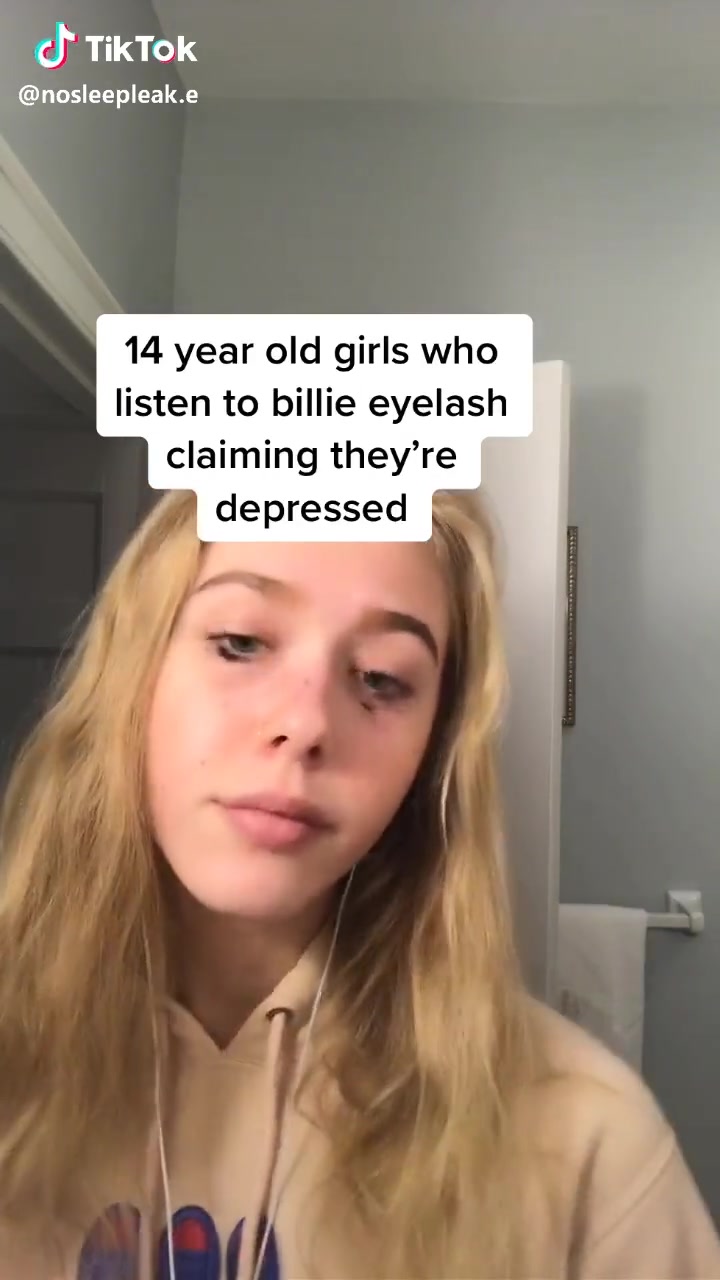 TikTok
@nosleepleak.e
14 year old girls who
listen to billie eyelash
claiming they’re
depressed